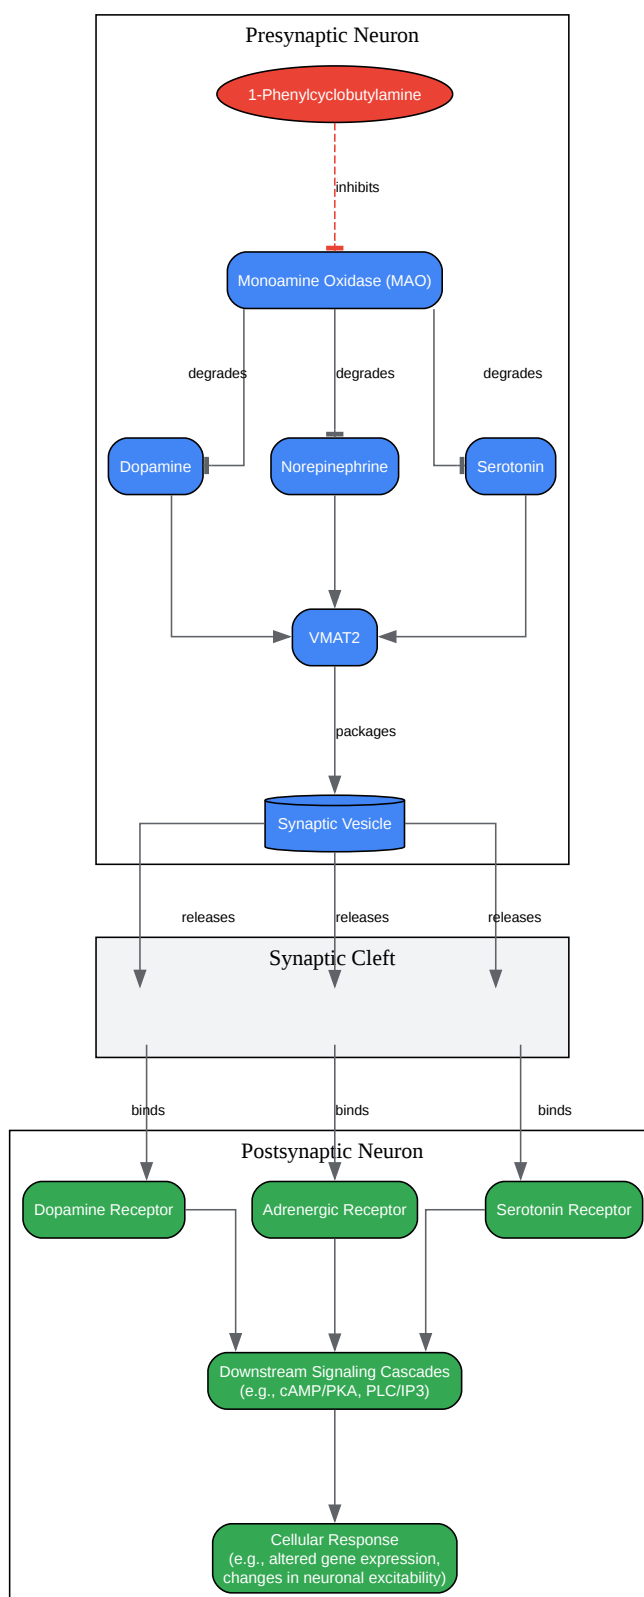 Presynaptic Neuron
1-Phenylcyclobutylamine
inhibits
Monoamine Oxidase (MAO)
degrades
degrades
degrades
Dopamine
Norepinephrine
Serotonin
VMAT2
packages
Synaptic Vesicle
releases
releases
releases
Synaptic Cleft
binds
binds
binds
Postsynaptic Neuron
Dopamine Receptor
Adrenergic Receptor
Serotonin Receptor
Downstream Signaling Cascades
(e.g., cAMP/PKA, PLC/IP3)
Cellular Response
(e.g., altered gene expression,
changes in neuronal excitability)